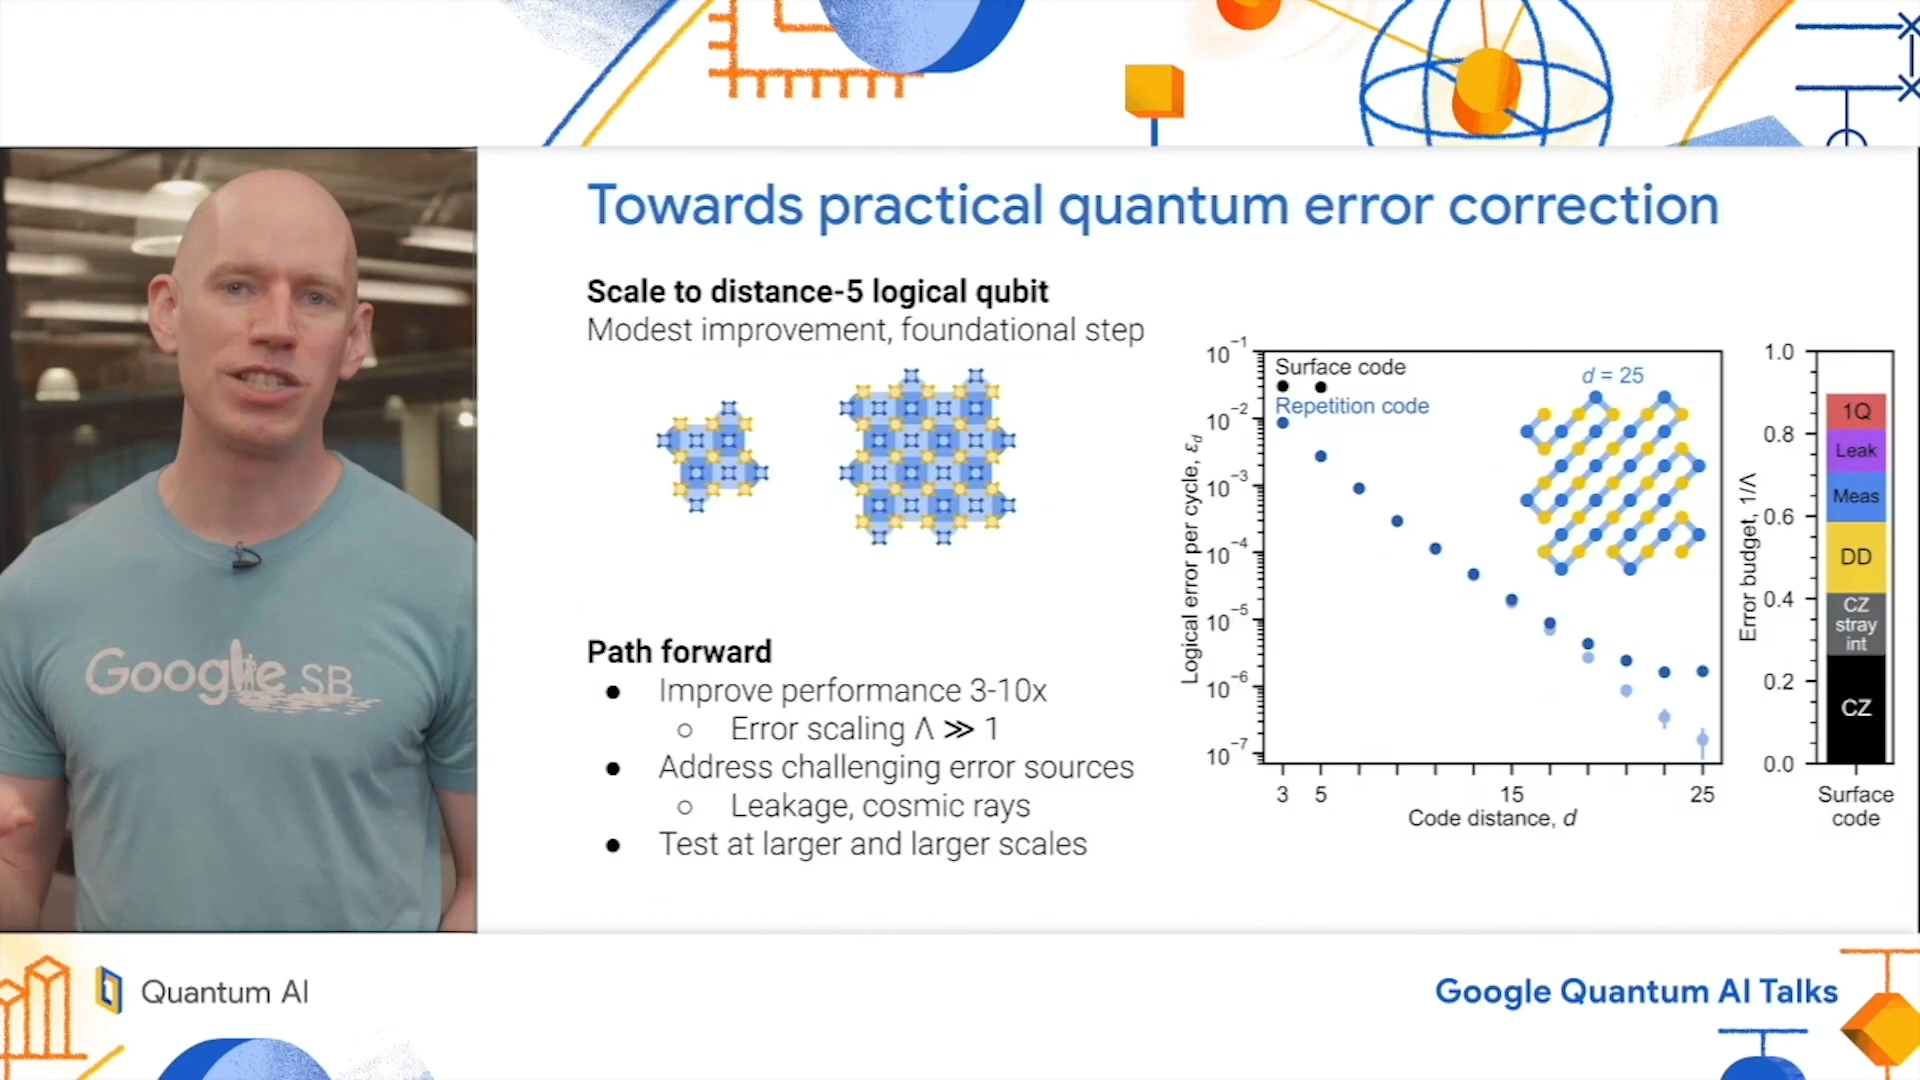 Towards practical quantum error correction
Scale to distance-5 logical qubit
Modest improvement, foundational step
Path forward
Improve performance 3-10x
Error scaling Λ ≫ 1
Address challenging error sources
Leakage, cosmic rays
Test at larger and larger scales
Logical error per cycle, εd
10⁻¹
10⁻²
10⁻³
10⁻⁴
10⁻⁵
10⁻⁶
10⁻⁷
Surface code
Repetition code
d = 25
3 5 15 25
Code distance, d
Error budget, 1/Λ
1.0
0.8
0.6
0.4
0.2
0.0
1Q
Leak
Meas
DD
CZ
stray
int
CZ
Surface
code
Google SB
Quantum AI
Google Quantum AI Talks